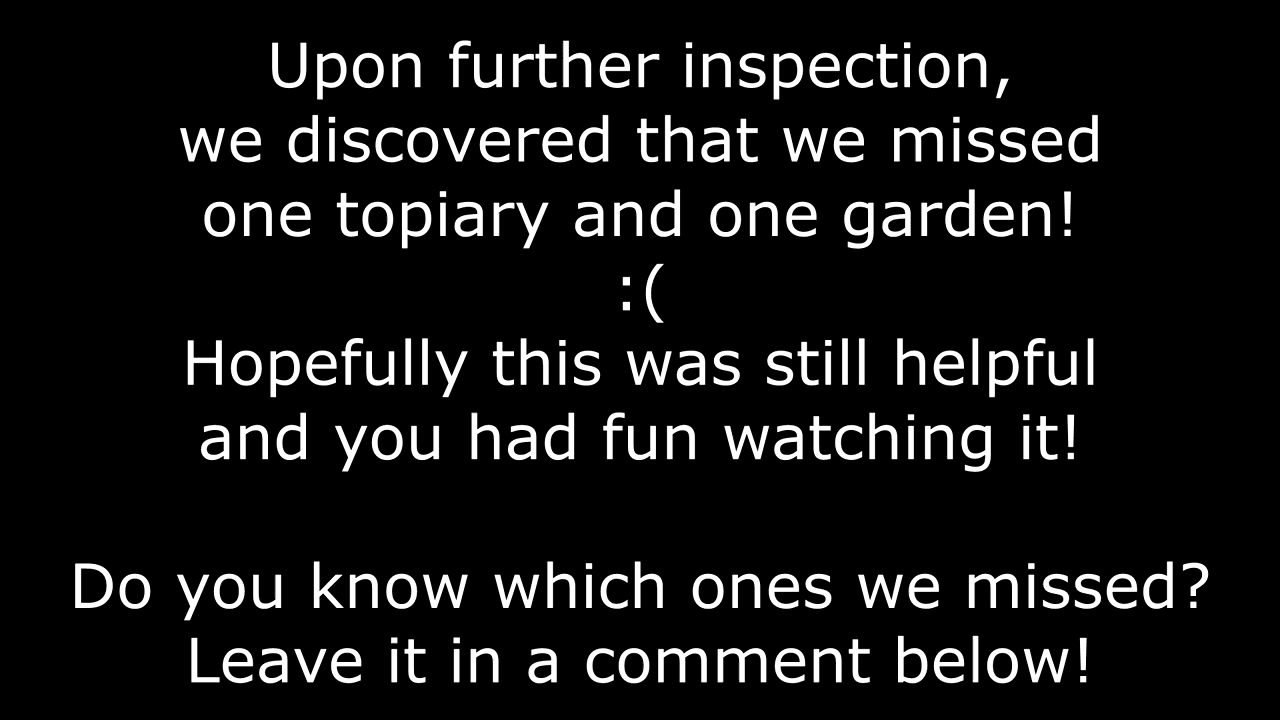 Upon further inspection,
we discovered that we missed
one topiary and one garden!
:(
Hopefully this was still helpful
and you had fun watching it!
Do you know which ones we missed?
Leave it in a comment below!